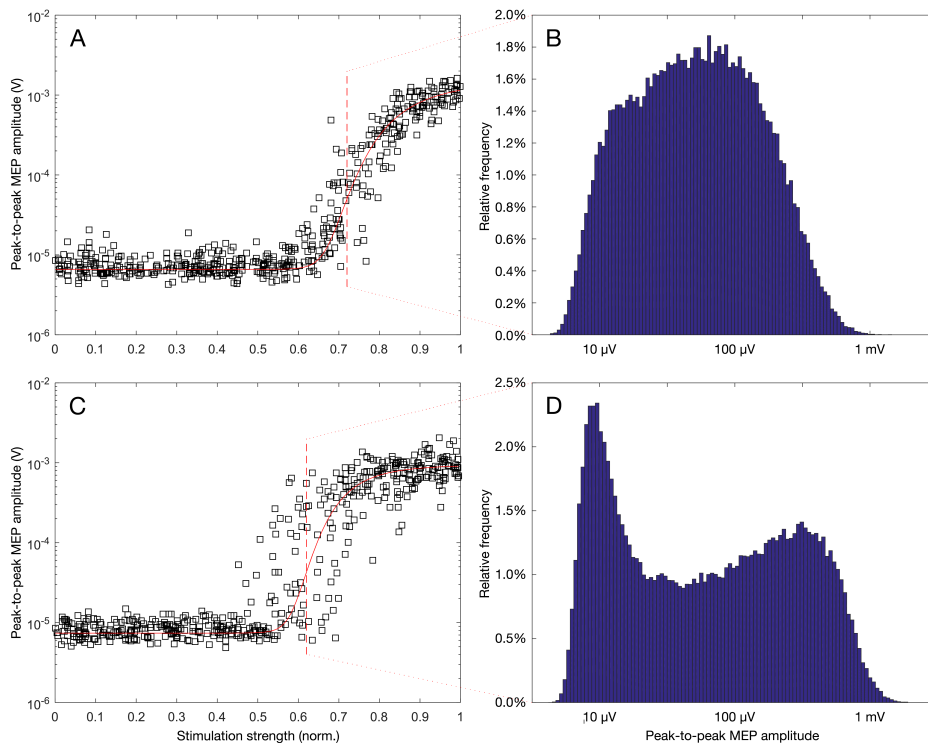 A
Peak-to-peak MEP amplitude (V)
10⁻²
10⁻³
10⁻⁴
10⁻⁵
10⁻⁶
0 0.1 0.2 0.3 0.4 0.5 0.6 0.7 0.8 0.9 1
B
Relative frequency
2.0%
1.8%
1.6%
1.4%
1.2%
1.0%
0.8%
0.6%
0.4%
0.2%
0.0%
10 µV 100 µV 1 mV
C
Peak-to-peak MEP amplitude (V)
10⁻²
10⁻³
10⁻⁴
10⁻⁵
10⁻⁶
0 0.1 0.2 0.3 0.4 0.5 0.6 0.7 0.8 0.9 1
Stimulation strength (norm.)
D
Relative frequency
2.5%
2.0%
1.5%
1.0%
0.5%
0.0%
10 µV 100 µV 1 mV
Peak-to-peak MEP amplitude